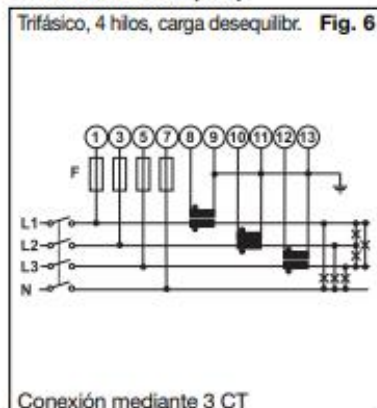 Trifásico, 4 hilos, carga desequilibr. Fig. 6
1 3 5 7 8 9 10 11 12 13
F
L1
L2
L3
N
Conexión mediante 3 CT